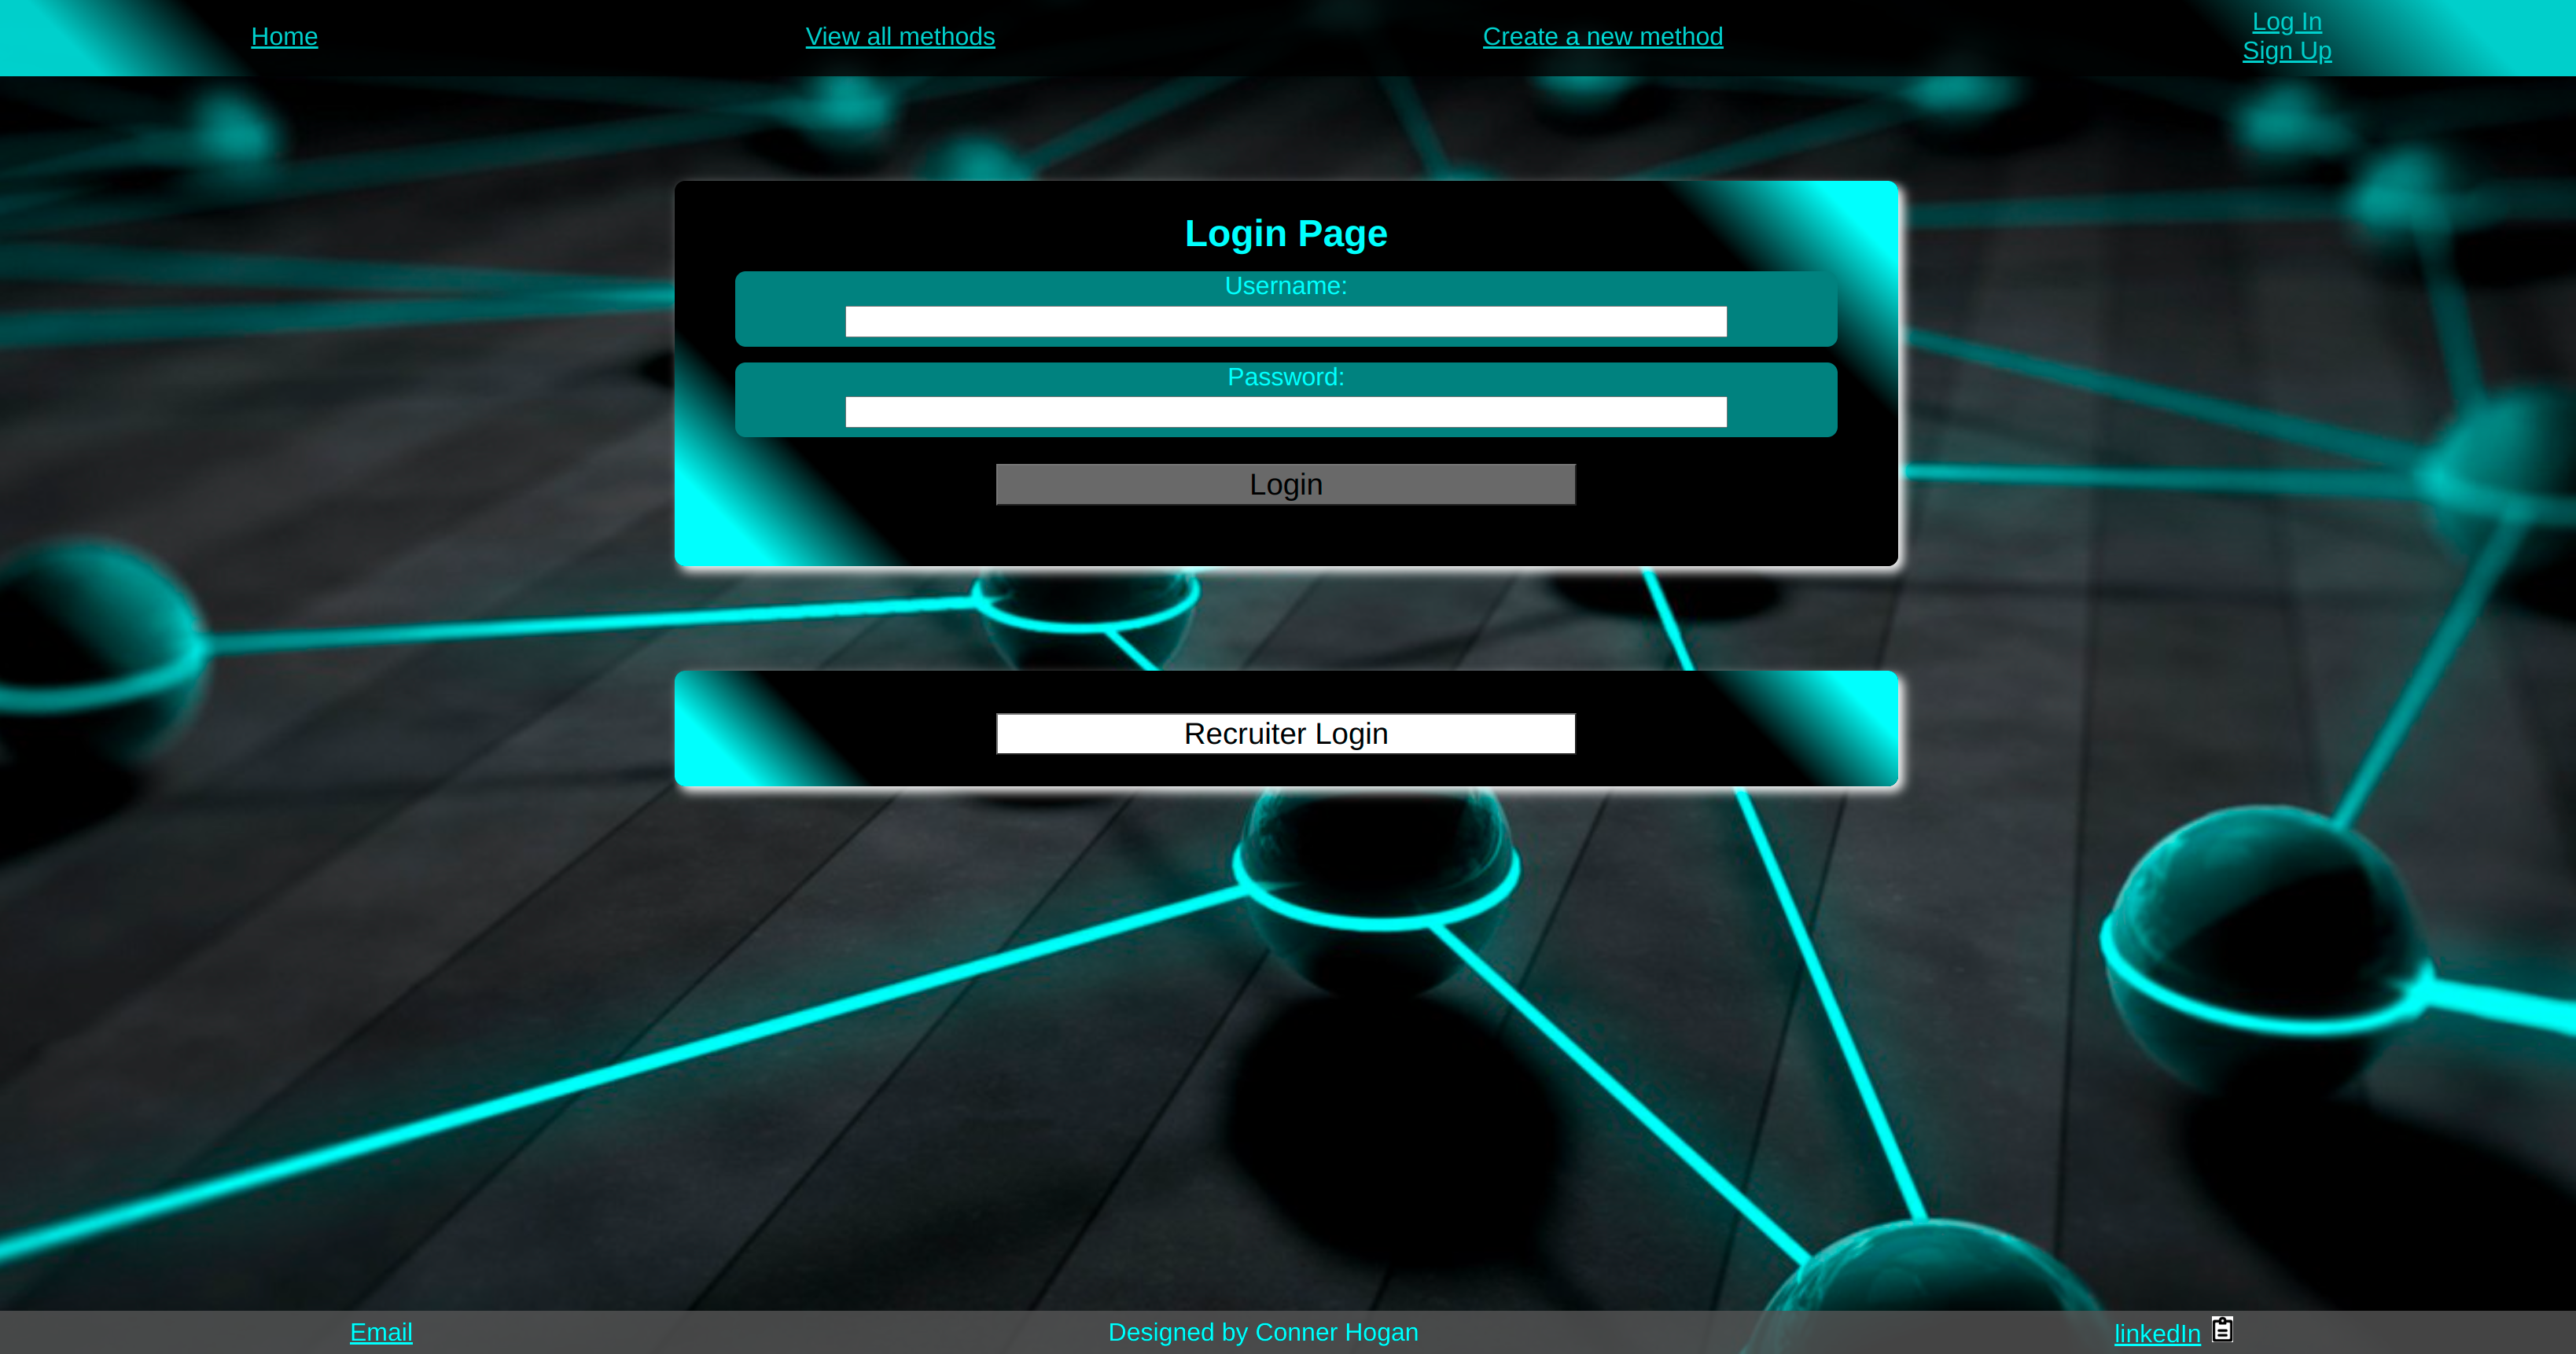 Home
View all methods
Create a new method
Log In
Sign Up
Login Page
Username:
Password:
Login
Recruiter Login
Email
Designed by Conner Hogan
linkedIn